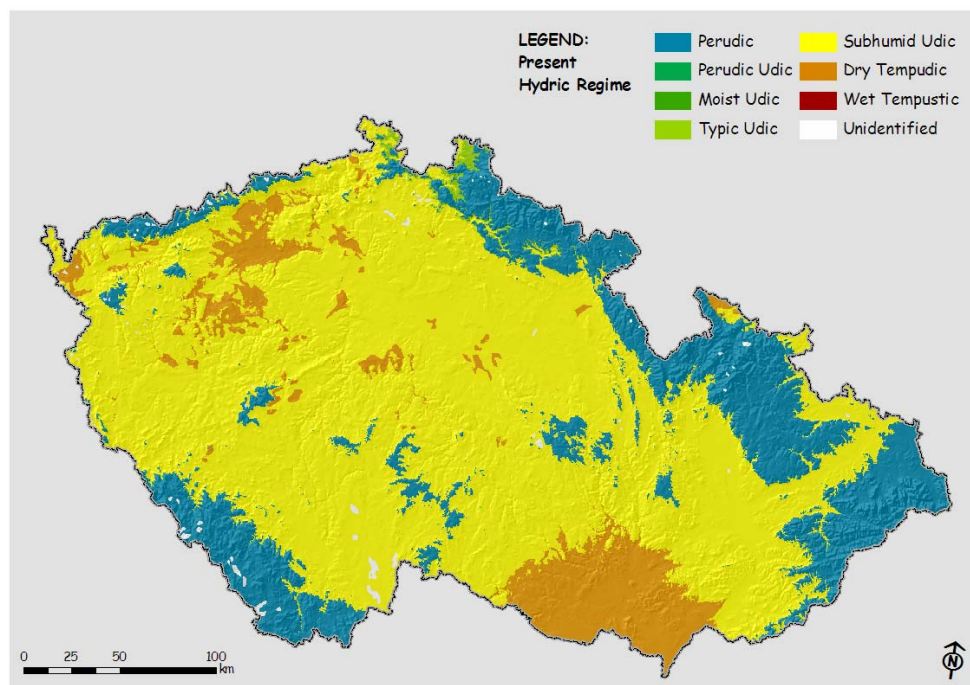 LEGEND:
Present
Hydric Regime
Perudic
Perudic Udic
Moist Udic
Typic Udic
Subhumid Udic
Dry Tempudic
Wet Tempustic
Unidentified
0 25 50 100
km
N